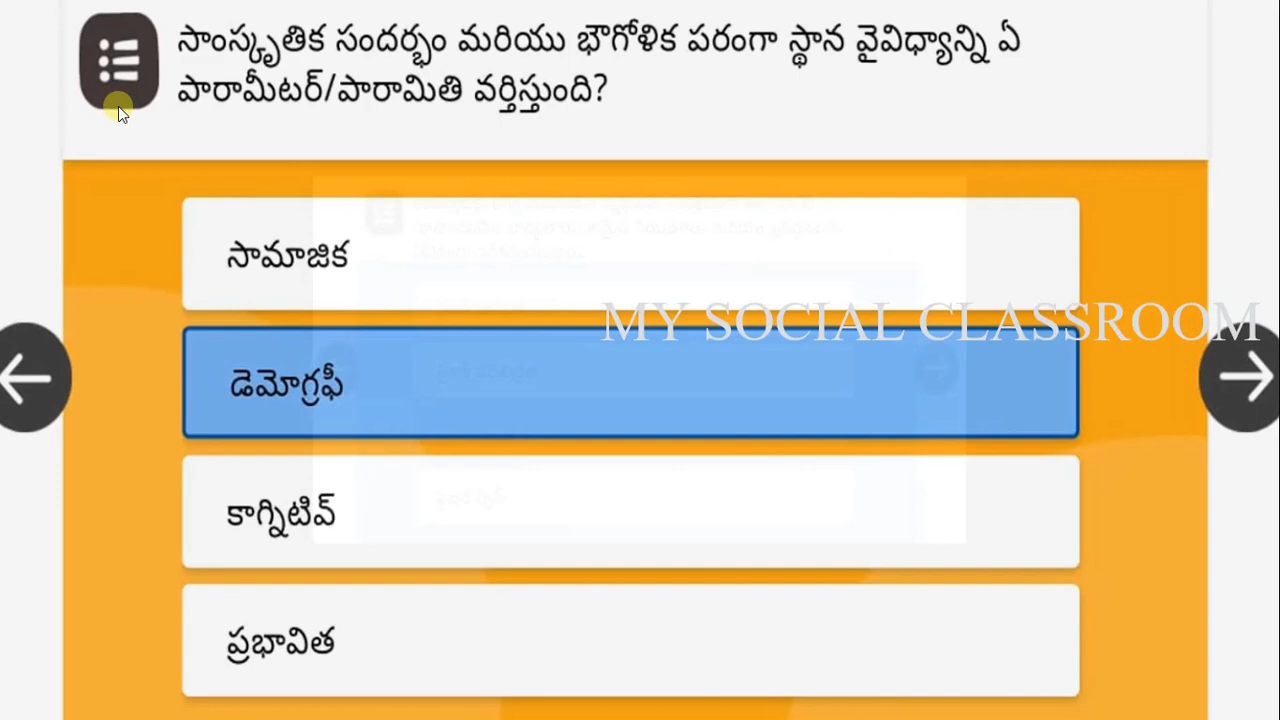 సాంస్కృతిక సందర్భం మరియు భౌగోళిక పరంగా స్థాన వైవిధ్యాన్ని ఏ
పారామీటర్/పారామితి వర్తిస్తుంది?
సామాజిక
MY SOCIAL CLASSROOM
డెమోగ్రఫీ
కాగ్నిటివ్
ప్రభావిత